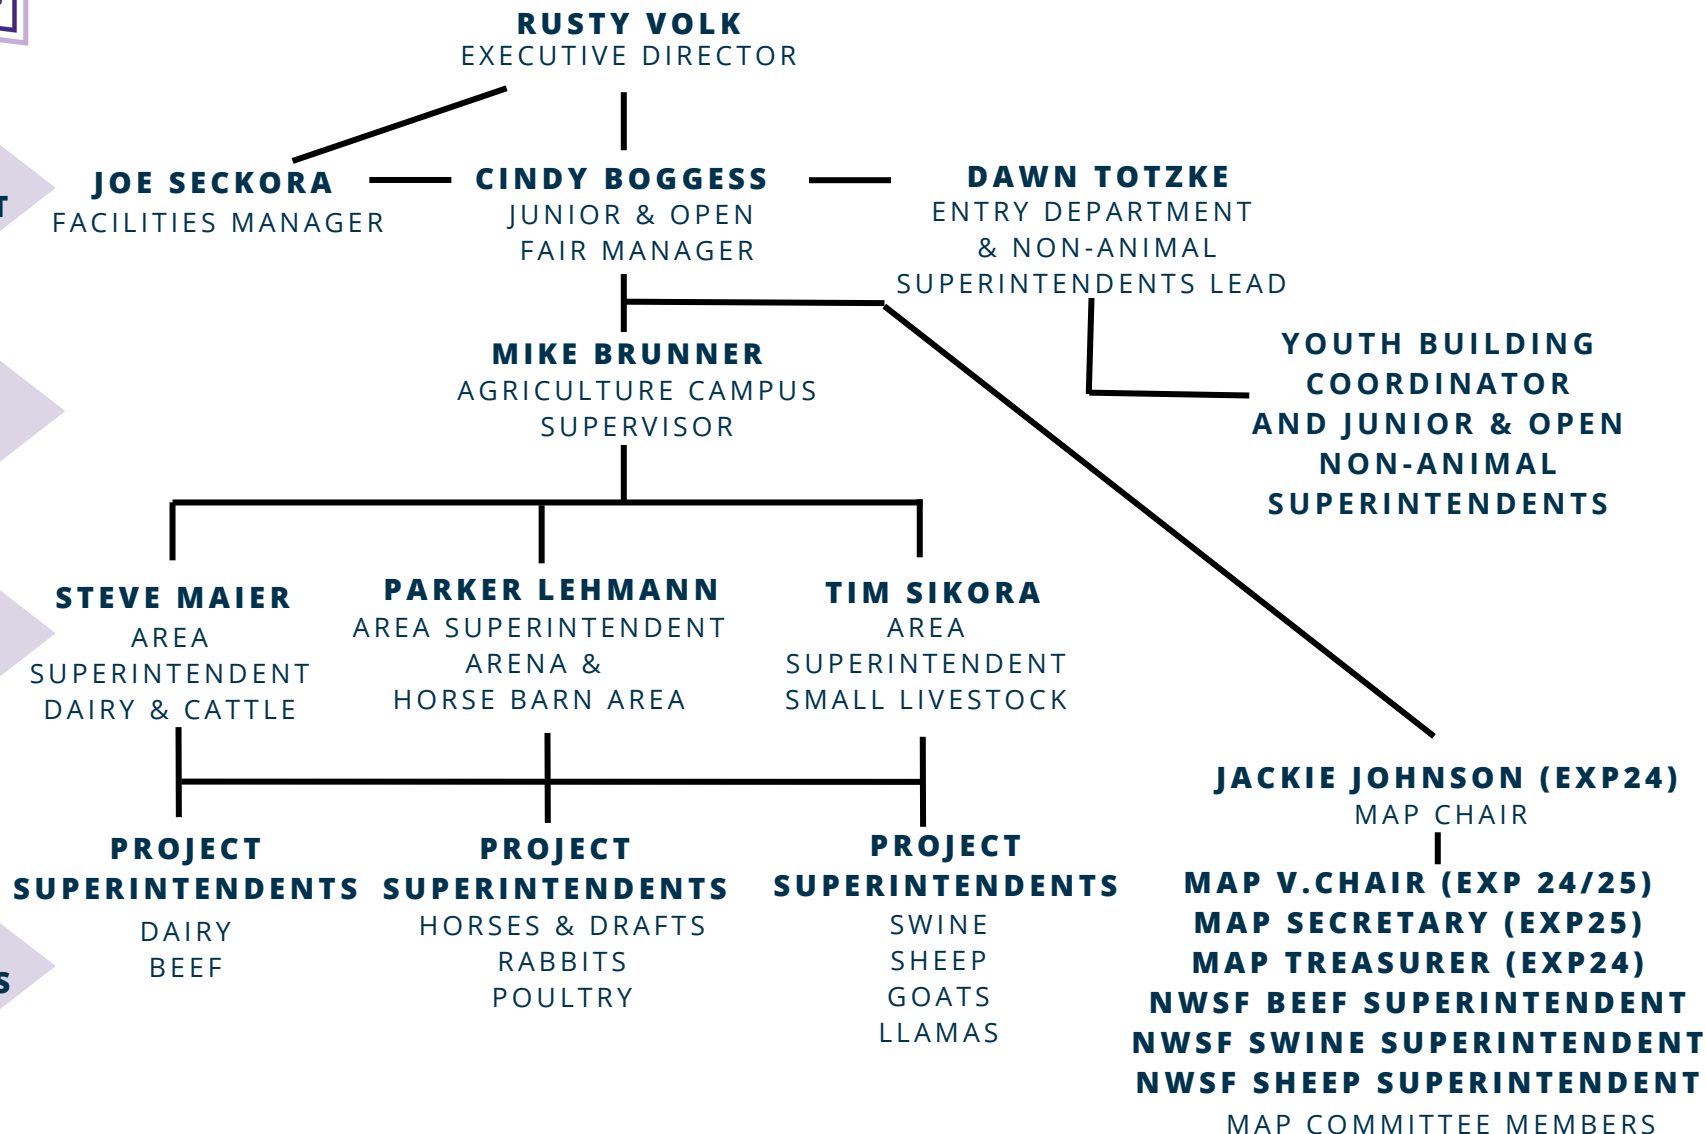 RUSTY VOLK
EXECUTIVE DIRECTOR
JOE SECKORA
FACILITIES MANAGER
CINDY BOGGESS
JUNIOR & OPEN
FAIR MANAGER
DAWN TOTZKE
ENTRY DEPARTMENT
& NON-ANIMAL
SUPERINTENDENTS LEAD
T
YOUTH BUILDING
COORDINATOR
AND JUNIOR & OPEN
NON-ANIMAL
SUPERINTENDENTS
MIKE BRUNNER
AGRICULTURE CAMPUS
SUPERVISOR
STEVE MAIER
AREA
SUPERINTENDENT
DAIRY & CATTLE
PARKER LEHMANN
AREA SUPERINTENDENT
ARENA &
HORSE BARN AREA
TIM SIKORA
AREA
SUPERINTENDENT
SMALL LIVESTOCK
PROJECT
SUPERINTENDENTS
DAIRY
BEEF
PROJECT
SUPERINTENDENTS
HORSES & DRAFTS
RABBITS
POULTRY
PROJECT
SUPERINTENDENTS
SWINE
SHEEP
GOATS
LLAMAS
S
JACKIE JOHNSON (EXP24)
MAP CHAIR
MAP V.CHAIR (EXP 24/25)
MAP SECRETARY (EXP25)
MAP TREASURER (EXP24)
NWSF BEEF SUPERINTENDENT
NWSF SWINE SUPERINTENDENT
NWSF SHEEP SUPERINTENDENT
MAP COMMITTEE MEMBERS